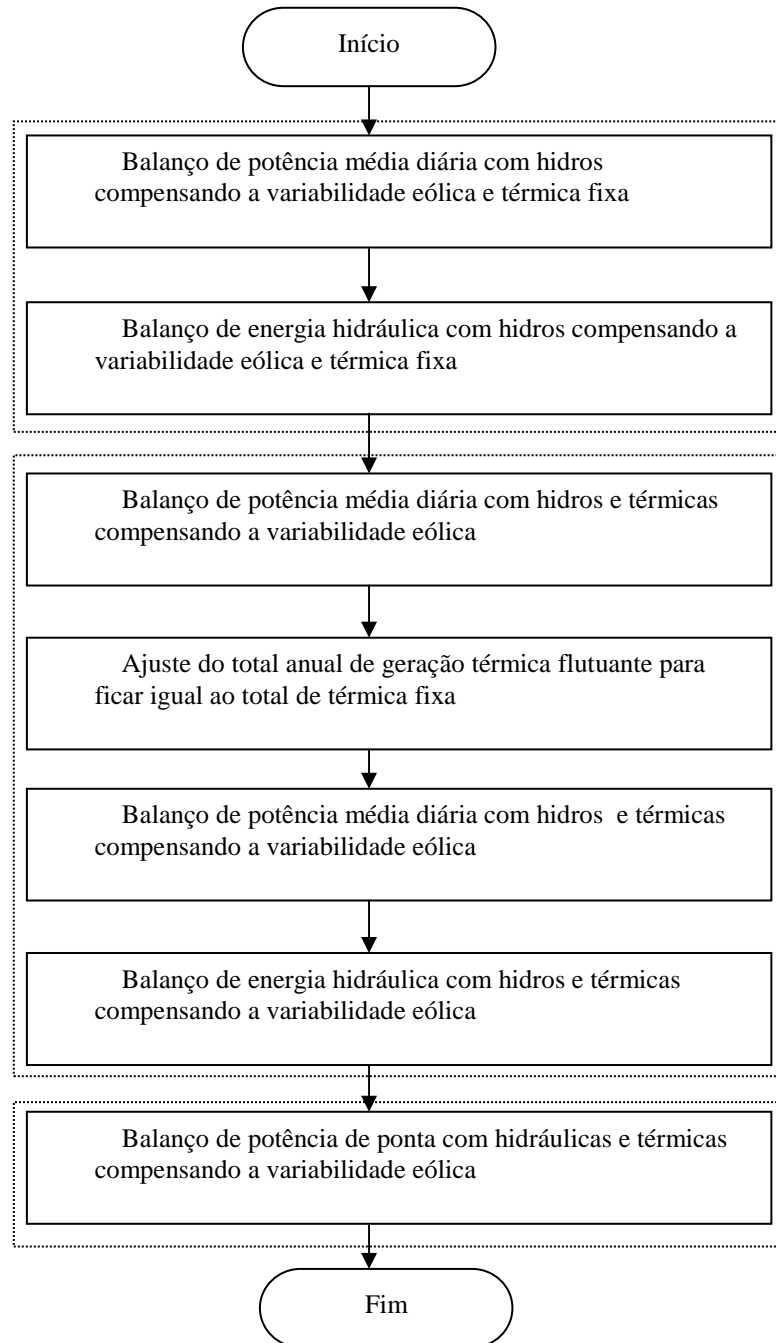 Início
Balanço de potência média diária com hidros
compensando a variabilidade eólica e térmica fixa
Balanço de energia hidráulica com hidros compensando a
variabilidade eólica e térmica fixa
Balanço de potência média diária com hidros e térmicas
compensando a variabilidade eólica
Ajuste do total anual de geração térmica flutuante para
ficar igual ao total de térmica fixa
Balanço de potência média diária com hidros  e térmicas
compensando a variabilidade eólica
Balanço de energia hidráulica com hidros e térmicas
compensando a variabilidade eólica
Balanço de potência de ponta com hidráulicas e térmicas
compensando a variabilidade eólica
Fim